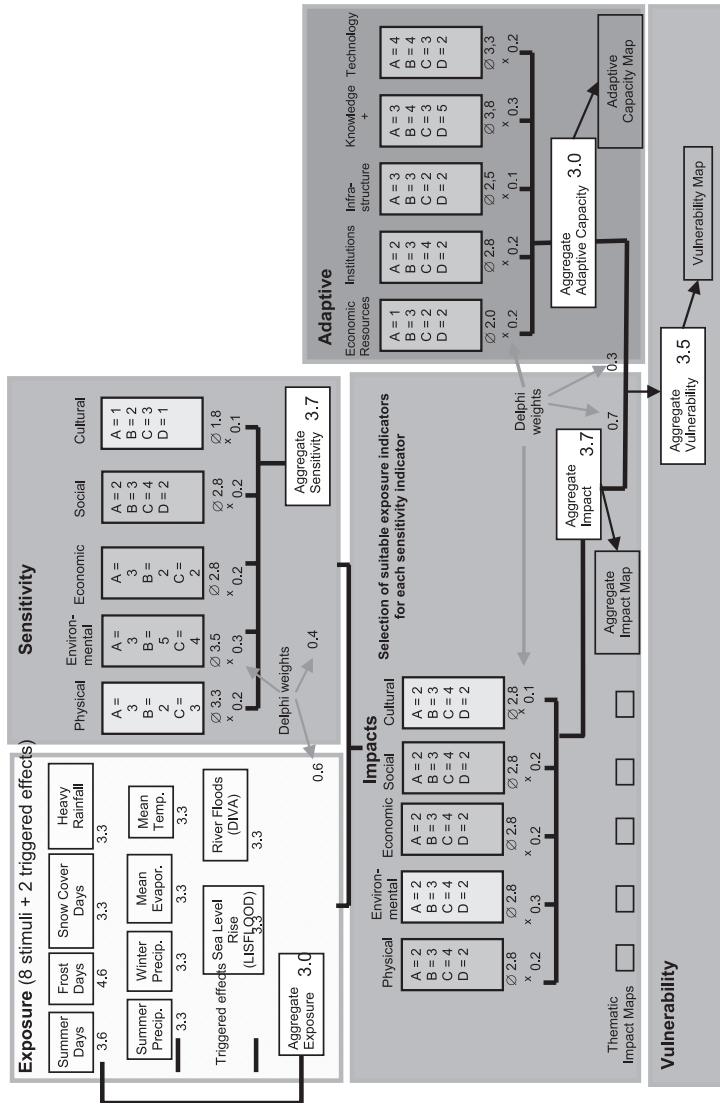 Exposure (8 stimuli + 2 triggered effects)
Summer
Days
3.6
Frost
Days
4.6
Snow Cover
Days
3.3
Heavy
Rainfall
3.3
Summer
Precip.
3.3
Winter
Precip.
3.3
Mean
Evapor.
3.3
Mean
Temp.
3.3
Triggered effects
Sea Level
Rise
(LISFLOOD)
3.3
River Floods
(DIVA)
3.3
Aggregate
Exposure 3.0
0.6
Sensitivity
Physical
A =
3
B =
2
C =
3
Ø 3.3
x 0.2
Environ-
mental
A =
3
B =
5
C =
4
Ø 3.5
x 0.3
Economic
A =
3
B =
2
C =
2
Ø 2.8
x 0.2
Social
A = 2
B = 3
C = 4
D = 2
Ø 2.8
x 0.2
Cultural
A = 1
B = 2
C = 3
D = 1
Ø 1.8
x 0.1
Delphi weights
0.4
Aggregate
Sensitivity 3.7
Impacts
Selection of suitable exposure indicators
for each sensitivity indicator
Physical
A = 2
B = 3
C = 4
D = 2
Ø 2.8
x 0.2
Environ-
mental
A = 2
B = 3
C = 4
D = 2
Ø 2.8
x 0.3
Economic
A = 2
B = 3
C = 4
D = 2
Ø 2.8
x 0.2
Social
A = 2
B = 3
C = 4
D = 2
Ø 2.8
x 0.2
Cultural
A = 2
B = 3
C = 4
D = 2
Ø 2.8
x 0.1
Thematic
Impact Maps
Aggregate
Impact 3.7
Aggregate
Impact Map
Delphi
weights
0.7
0.3
Adaptive
Economic
Resources
A = 1
B = 3
C = 2
D = 2
Ø 2.0
x 0.2
Institutions
A = 2
B = 3
C = 4
D = 2
Ø 2.8
x 0.2
Infra-
structure
A = 3
B = 3
C = 2
D = 2
Ø 2,5
x 0.1
Knowledge
+
A = 3
B = 4
C = 3
D = 5
Ø 3,8
x 0.3
Technology
A = 4
B = 4
C = 3
D = 2
Ø 3,3
x 0.2
Aggregate
Adaptive Capacity 3.0
Adaptive
Capacity Map
Vulnerability
Aggregate
Vulnerability 3.5
Vulnerability Map